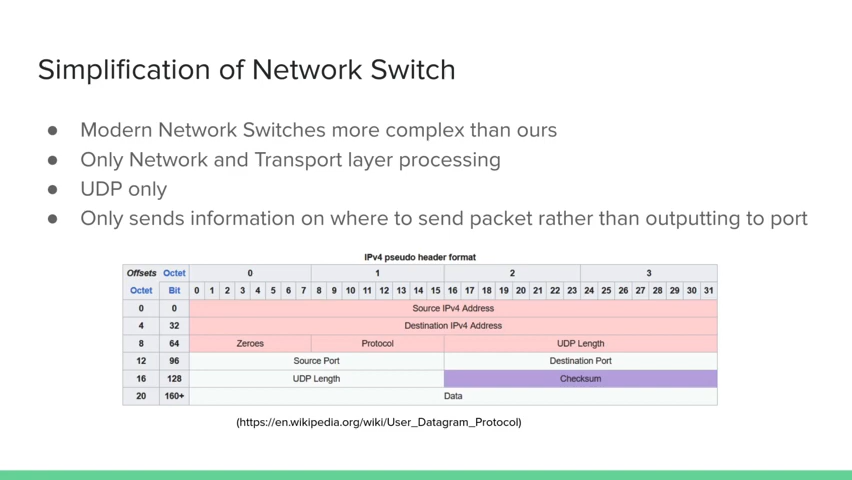 Simplification of Network Switch
● Modern Network Switches more complex than ours
● Only Network and Transport layer processing
● UDP only
● Only sends information on where to send packet rather than outputting to port
IPv4 pseudo header format
Offsets Octet 0 1 2 3
Octet Bit 0 1 2 3 4 5 6 7 8 9 10 11 12 13 14 15 16 17 18 19 20 21 22 23 24 25 26 27 28 29 30 31
0 0 Source IPv4 Address
4 32 Destination IPv4 Address
8 64 Zeroes Protocol UDP Length
12 96 Source Port Destination Port
16 128 UDP Length Checksum
20 160+ Data
(https://en.wikipedia.org/wiki/User_Datagram_Protocol)